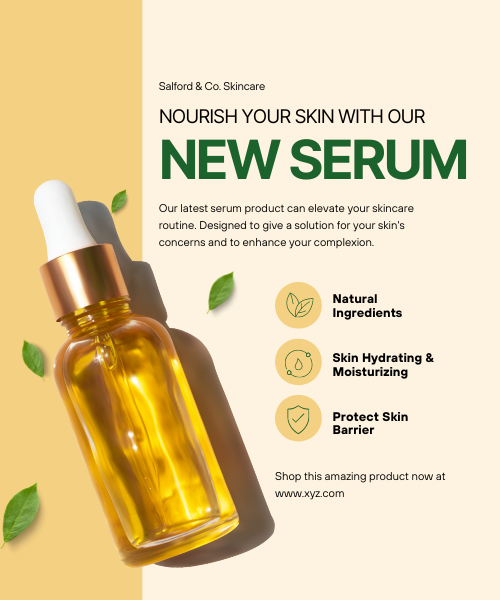 Salford & Co. Skincare
NOURISH YOUR SKIN WITH OUR
NEW SERUM
Our latest serum product can elevate your skincare
routine. Designed to give a solution for your skin's
concerns and to enhance your complexion.
Natural
Ingredients
Skin Hydrating &
Moisturizing
Protect Skin
Barrier
Shop this amazing product now at
www.xyz.com